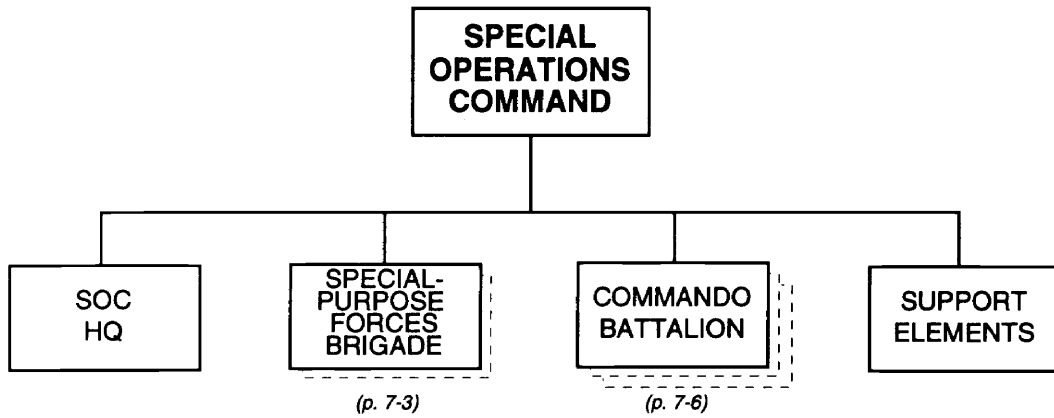 SPECIAL
OPERATIONS
COMMAND
SOC
HQ
SPECIAL-
PURPOSE
FORCES
BRIGADE
COMMANDO
BATTALION
SUPPORT
ELEMENTS
(p. 7-3)
(p. 7-6)